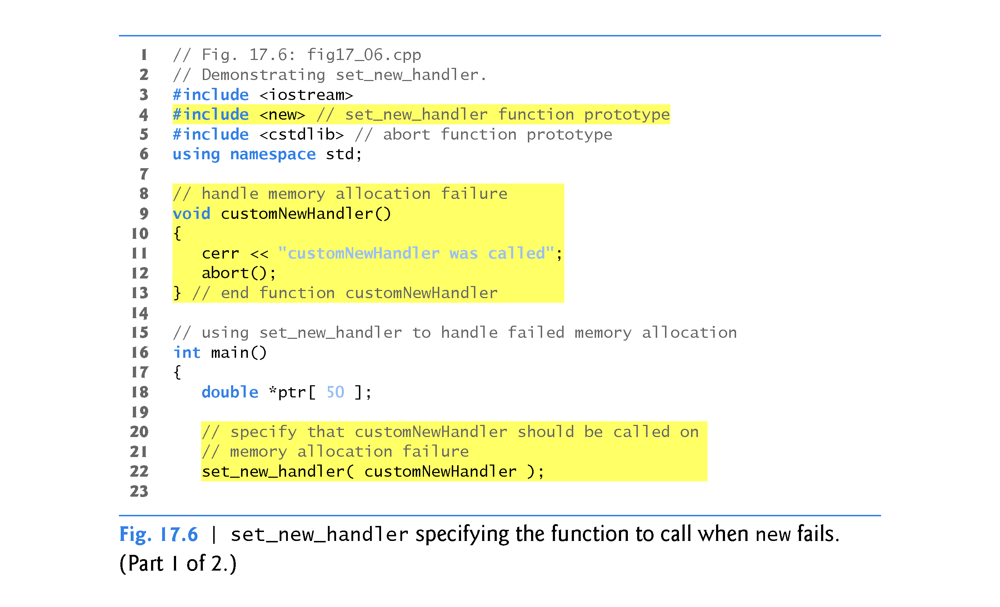 1 // Fig. 17.6: fig17_06.cpp
2 // Demonstrating set_new_handler.
3 #include <iostream>
4 #include <new> // set_new_handler function prototype
5 #include <cstdlib> // abort function prototype
6 using namespace std;
7
8 // handle memory allocation failure
9 void customNewHandler()
10 {
11    cerr << "customNewHandler was called";
12    abort();
13 } // end function customNewHandler
14
15 // using set_new_handler to handle failed memory allocation
16 int main()
17 {
18    double *ptr[ 50 ];
19
20    // specify that customNewHandler should be called on
21    // memory allocation failure
22    set_new_handler( customNewHandler );
23
Fig. 17.6 | set_new_handler specifying the function to call when new fails.
(Part 1 of 2.)